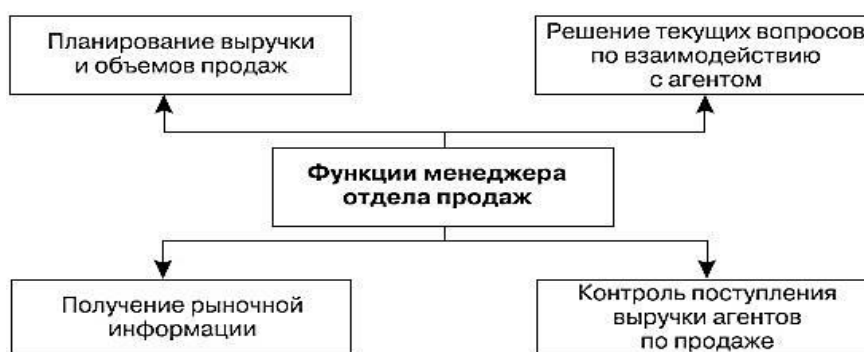 Планирование выручки
и объемов продаж
Решение текущих вопросов
по взаимодействию
с агентом
Функции менеджера
отдела продаж
Получение рыночной
информации
Контроль поступления
выручки агентов
по продаже